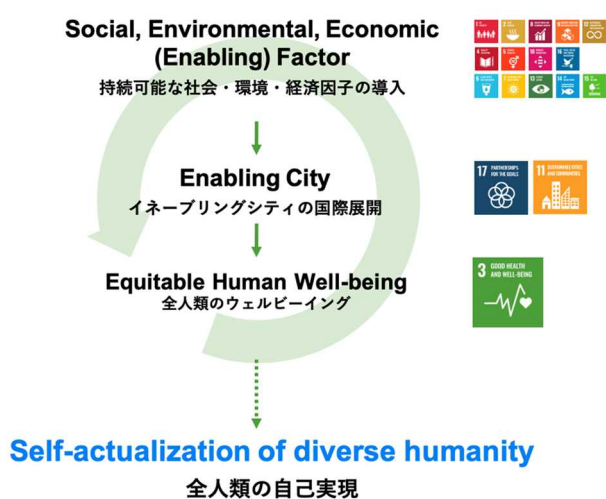 Social, Environmental, Economic
(Enabling) Factor
持続可能な社会・環境・経済因子の導入
Enabling City
イネーブリングシティの国際展開
17 PARTNERSHIPS
FOR THE GOALS
11 SUSTAINABLE CITIES
AND COMMUNITIES
Equitable Human Well-being
全人類のウェルビーイング
3 GOOD HEALTH
AND WELL-BEING
Self-actualization of diverse humanity
全人類の自己実現